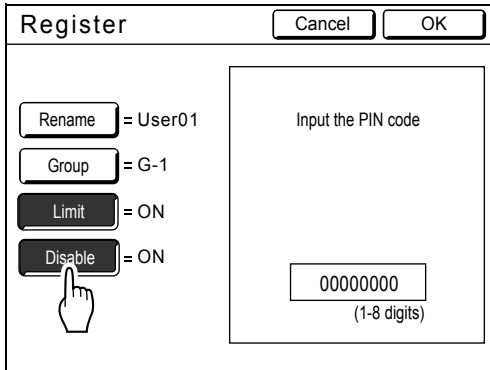 Register Cancel OK
Rename = User01
Input the PIN code
Group = G-1
Limit = ON
Disable = ON
00000000
(1-8 digits)